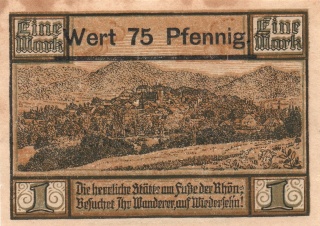 Eine Mark
Wert 75 Pfennig.
Eine Mark
1
Die herrliche Stätte am Fuße der Rhön-
Besuchet Ihr Wanderer, auf Wiedersehn!
1